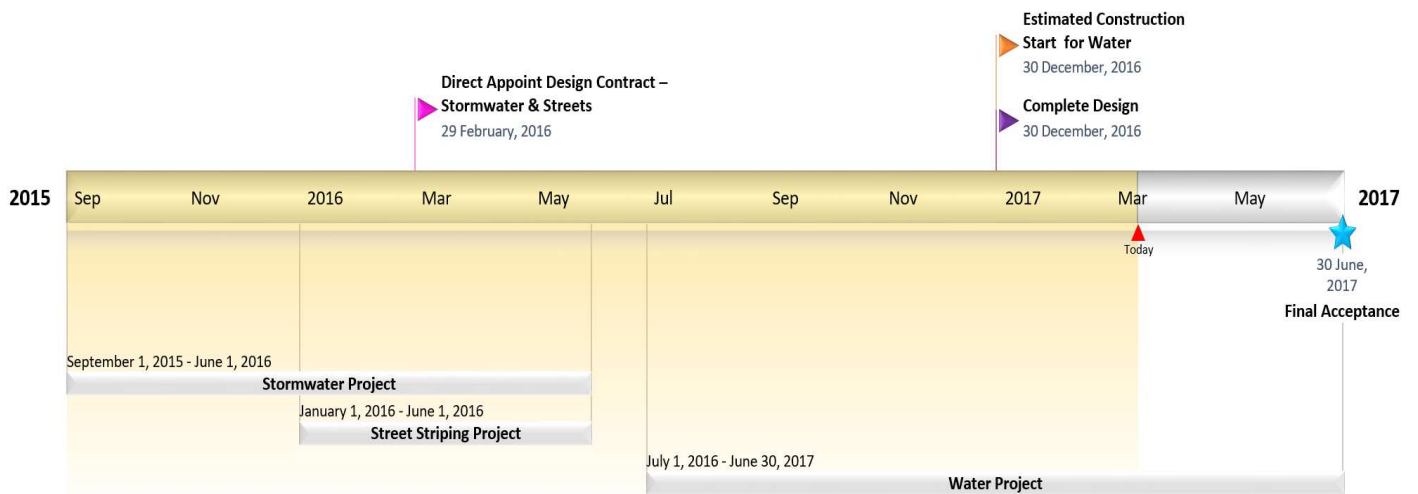 Estimated Construction
Start for Water
30 December, 2016
Direct Appoint Design Contract –
Stormwater & Streets
29 February, 2016
Complete Design
30 December, 2016
2015 Sep Nov 2016 Mar May Jul Sep Nov 2017 Mar May 2017
Today
30 June,
2017
Final Acceptance
September 1, 2015 - June 1, 2016
Stormwater Project
January 1, 2016 - June 1, 2016
Street Striping Project
July 1, 2016 - June 30, 2017
Water Project